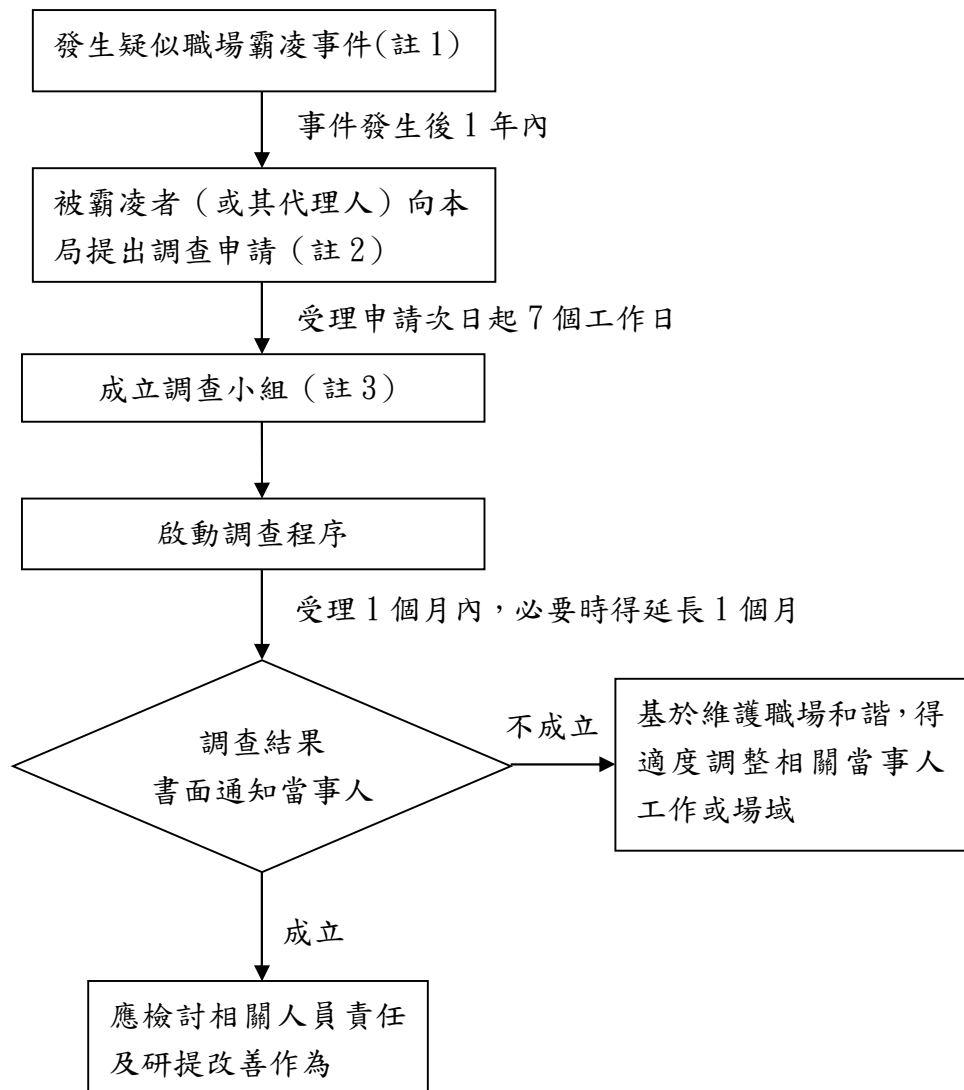 發生疑似職場霸凌事件(註1)
事件發生後1年內
被霸凌者（或其代理人）向本
局提出調查申請（註2）
受理申請次日起7個工作日
成立調查小組（註3）
啟動調查程序
受理1個月內，必要時得延長1個月
調查結果
書面通知當事人
不成立
基於維護職場和諧，得
適度調整相關當事人
工作或場域
成立
應檢討相關人員責任
及研提改善作為